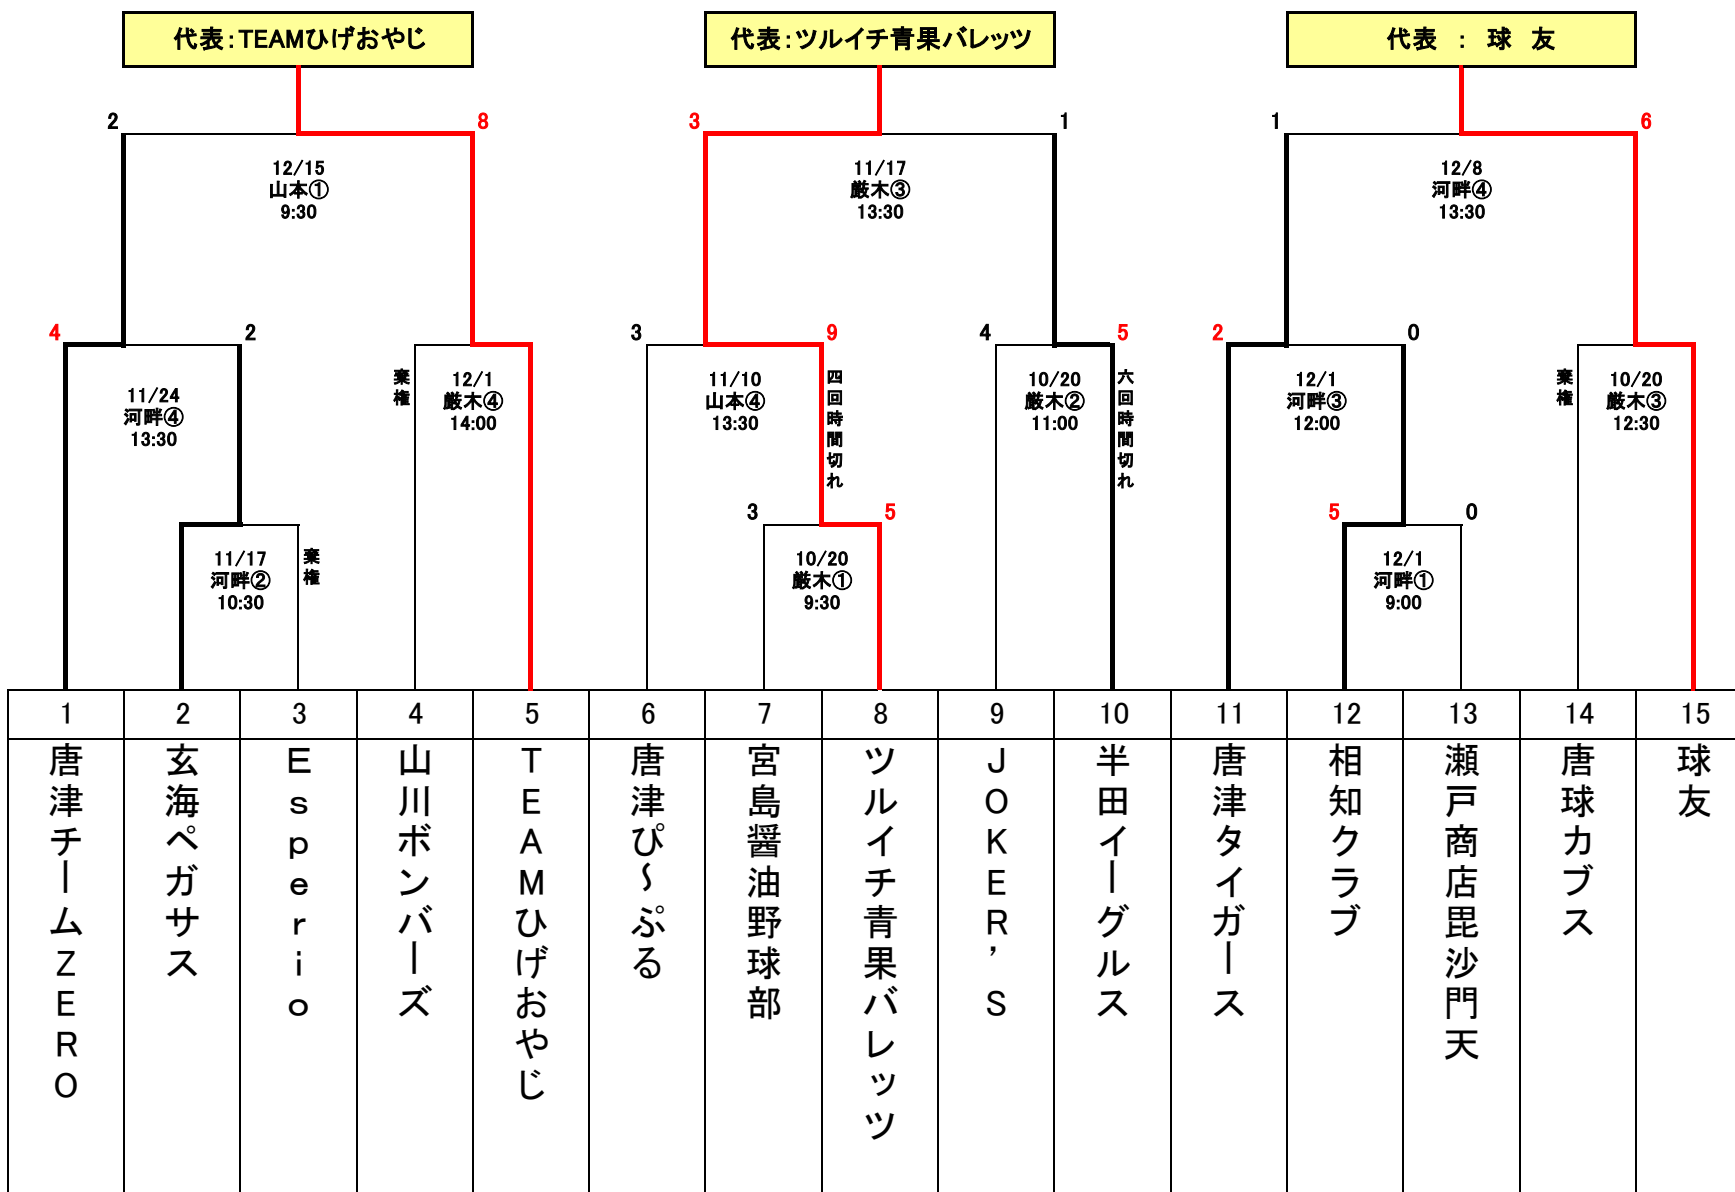 代表:TEAMひげおやじ
代表:ツルイチ青果バレッツ
代表 : 球 友
2
8
3
1
1
6
12/15
山本①
9:30
11/17
厳木③
13:30
12/8
河畔④
13:30
4
2
3
9
4
5
2
0
11/24
河畔④
13:30
棄権
12/1
厳木④
14:00
11/10
山本④
13:30
四回時間切れ
10/20
厳木②
11:00
六回時間切れ
12/1
河畔③
12:00
棄権
10/20
厳木③
12:30
3
5
5
0
11/17
河畔②
10:30
棄権
10/20
厳木①
9:30
12/1
河畔①
9:00
1
2
3
4
5
6
7
8
9
10
11
12
13
14
15
唐津チームZERO
玄海ペガサス
Esperio
山川ボンバーズ
TEAMひげおやじ
唐津ぴ～ぷる
宮島醤油野球部
ツルイチ青果バレッツ
JOKER'S
半田イーグルス
唐津タイガース
相知クラブ
瀬戸商店毘沙門天
唐球カブス
球友